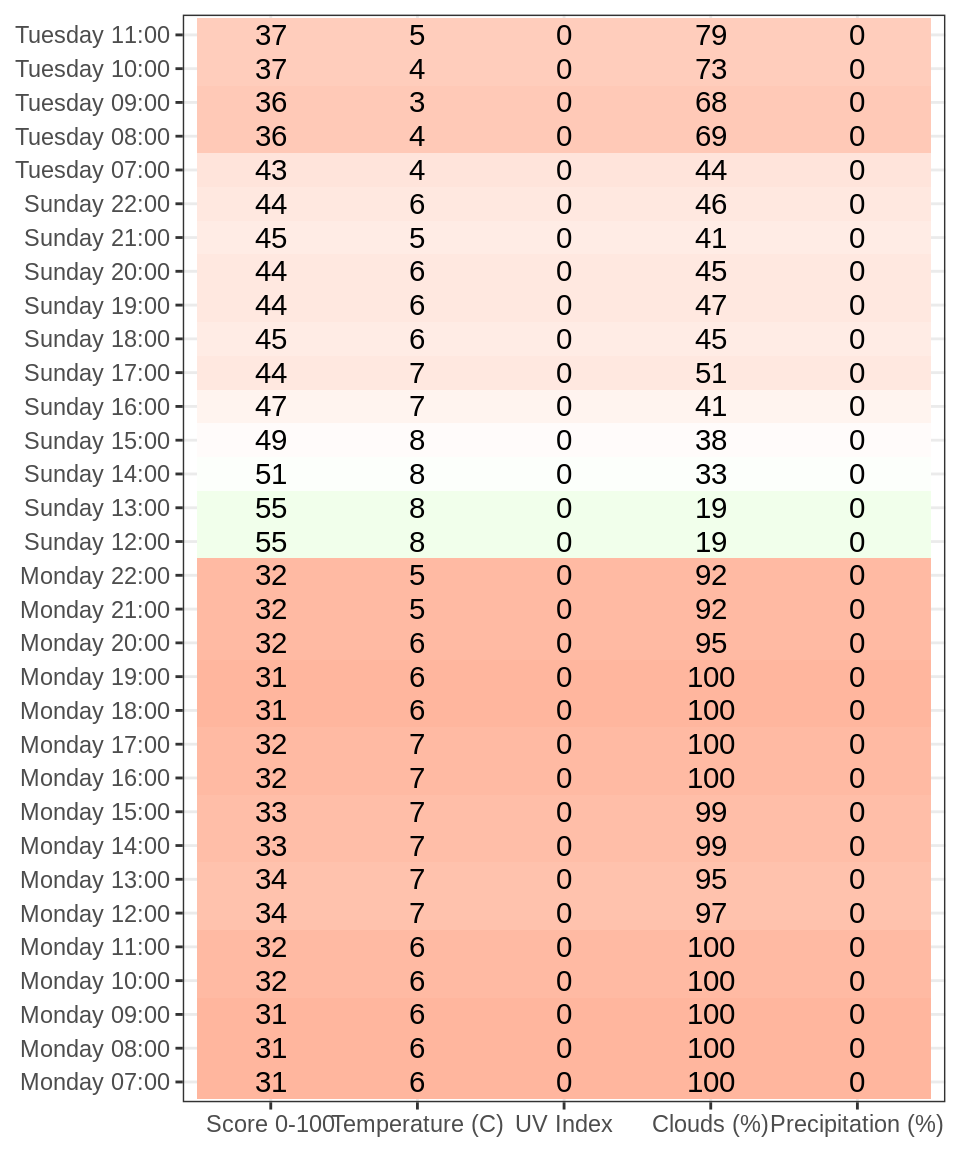 Tuesday 11:00 37 5 0 79 0
Tuesday 10:00 37 4 0 73 0
Tuesday 09:00 36 3 0 68 0
Tuesday 08:00 36 4 0 69 0
Tuesday 07:00 43 4 0 44 0
Sunday 22:00 44 6 0 46 0
Sunday 21:00 45 5 0 41 0
Sunday 20:00 44 6 0 45 0
Sunday 19:00 44 6 0 47 0
Sunday 18:00 45 6 0 45 0
Sunday 17:00 44 7 0 51 0
Sunday 16:00 47 7 0 41 0
Sunday 15:00 49 8 0 38 0
Sunday 14:00 51 8 0 33 0
Sunday 13:00 55 8 0 19 0
Sunday 12:00 55 8 0 19 0
Monday 22:00 32 5 0 92 0
Monday 21:00 32 5 0 92 0
Monday 20:00 32 6 0 95 0
Monday 19:00 31 6 0 100 0
Monday 18:00 31 6 0 100 0
Monday 17:00 32 7 0 100 0
Monday 16:00 32 7 0 100 0
Monday 15:00 33 7 0 99 0
Monday 14:00 33 7 0 99 0
Monday 13:00 34 7 0 95 0
Monday 12:00 34 7 0 97 0
Monday 11:00 32 6 0 100 0
Monday 10:00 32 6 0 100 0
Monday 09:00 31 6 0 100 0
Monday 08:00 31 6 0 100 0
Monday 07:00 31 6 0 100 0
Score 0-100 Temperature (C) UV Index Clouds (%) Precipitation (%)